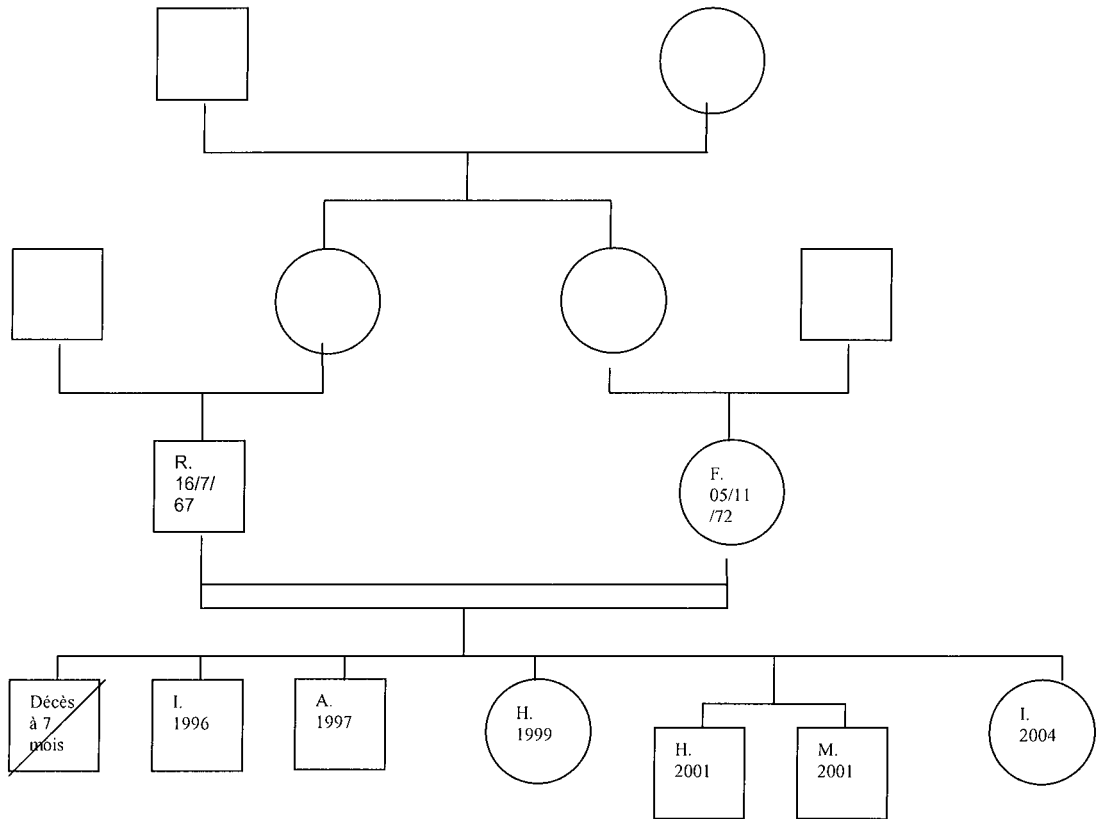 R.
16/7/
67
F.
05/11
/72
Décès
à 7
mois
I.
1996
A.
1997
H.
1999
H.
2001
M.
2001
I.
2004